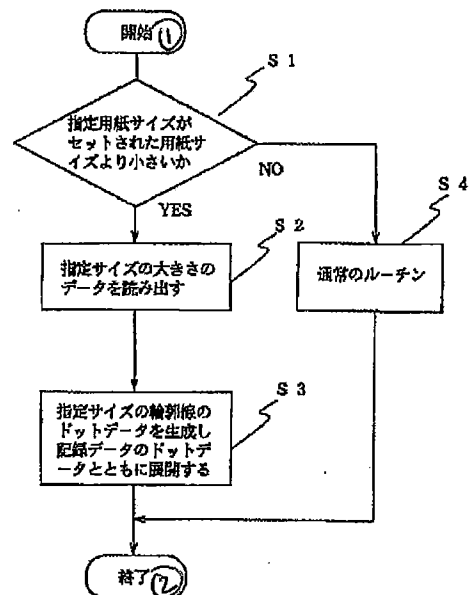 開始 ①
S 1
指定用紙サイズが
セットされた用紙サ
イズより小さいか
NO
YES
S 2
指定サイズの大きさの
データを読み出す
S 4
通常のルーチン
S 3
指定サイズの輪郭線の
ドットデータを生成し
記録データのドットデ
ータとともに展開する
終了 ②